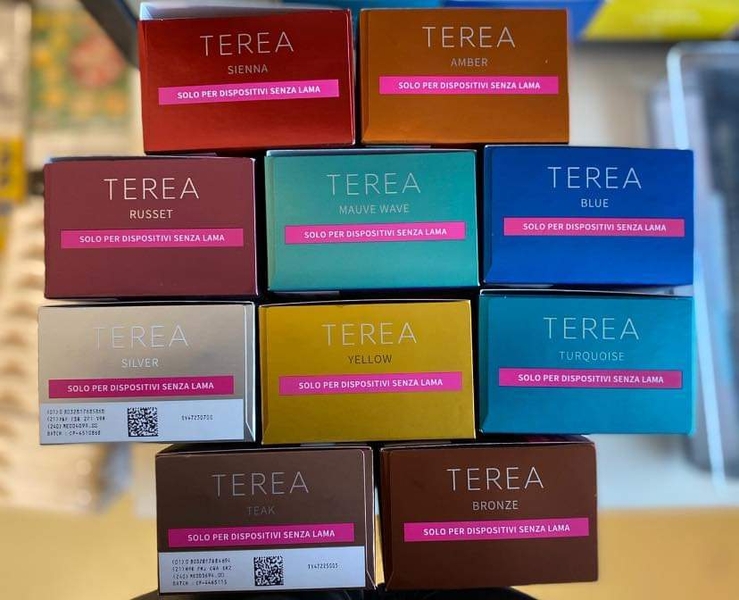 TEREA
SIENNA
SOLO PER DISPOSITIVI SENZA LAMA
TEREA
AMBER
SOLO PER DISPOSITIVI SENZA LAMA
TEREA
RUSSET
SOLO PER DISPOSITIVI SENZA LAMA
TEREA
MAUVE WAVE
SOLO PER DISPOSITIVI SENZA LAMA
TEREA
BLUE
SOLO PER DISPOSITIVI SENZA LAMA
TEREA
SILVER
SOLO PER DISPOSITIVI SENZA LAMA
BATCH :
TEREA
YELLOW
SOLO PER DISPOSITIVI SENZA LAMA
TEREA
TURQUOISE
SOLO PER DISPOSITIVI SENZA LAMA
TEREA
TEAK
SOLO PER DISPOSITIVI SENZA LAMA
BATCH :
TEREA
BRONZE
SOLO PER DISPOSITIVI SENZA LAMA